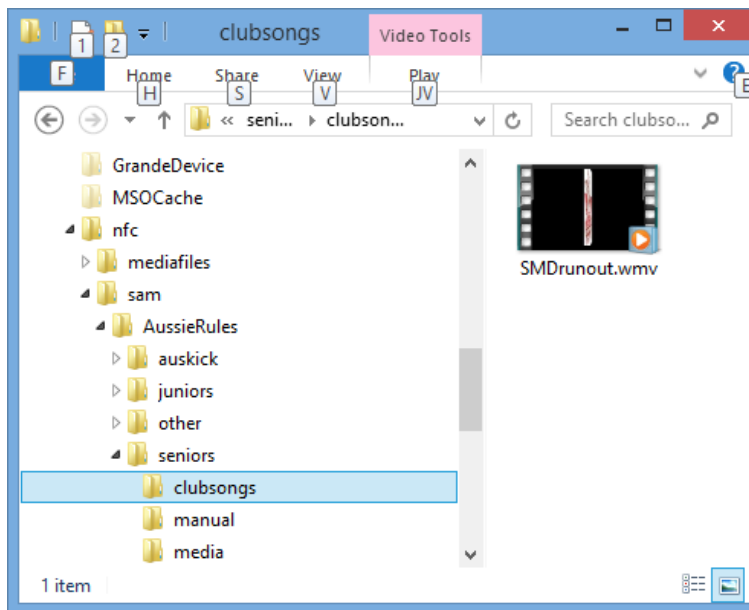 clubsongs
Video Tools
1
2
F
Home
Share
View
Play
H
S
V
JV
E
« seni... clubson...
Search clubso...
GrandeDevice
MSOCache
nfc
mediafiles
sam
AussieRules
auskick
juniors
other
seniors
clubsongs
manual
media
SMDrunout.wmv
1 item